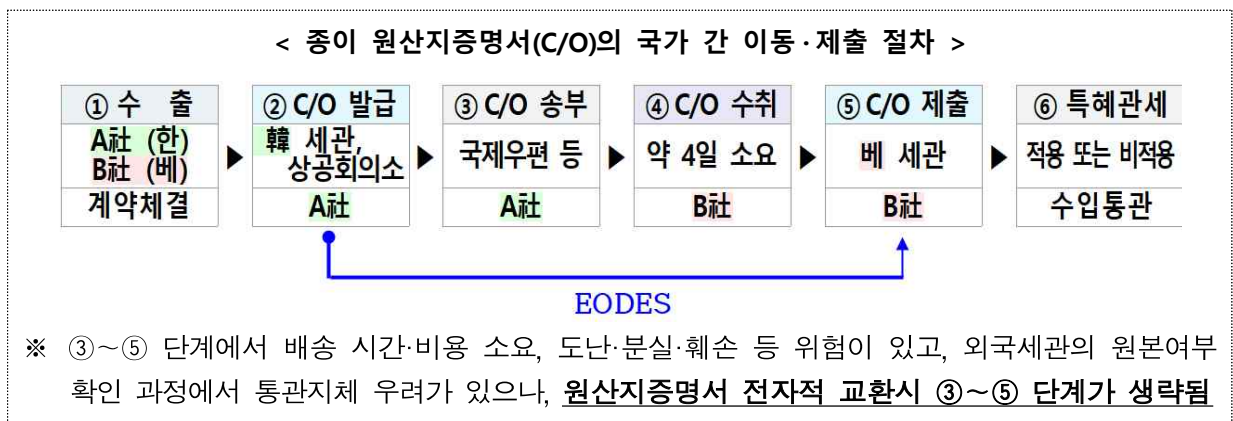 < 종이 원산지증명서(C/O)의 국가 간 이동·제출 절차 >
① 수 출
A社 (한)
B社 (베)
계약체결
▶
② C/O 발급
韓 세관,
상공회의소
A社
▶
③ C/O 송부
국제우편 등
A社
▶
④ C/O 수취
약 4일 소요
B社
▶
⑤ C/O 제출
베 세관
B社
▶
⑥ 특혜관세
적용 또는 비적용
수입통관
EODES
※ ③~⑤ 단계에서 배송 시간·비용 소요, 도난·분실·훼손 등 위험이 있고, 외국세관의 원본여부
확인 과정에서 통관지체 우려가 있으나, 원산지증명서 전자적 교환시 ③~⑤ 단계가 생략됨